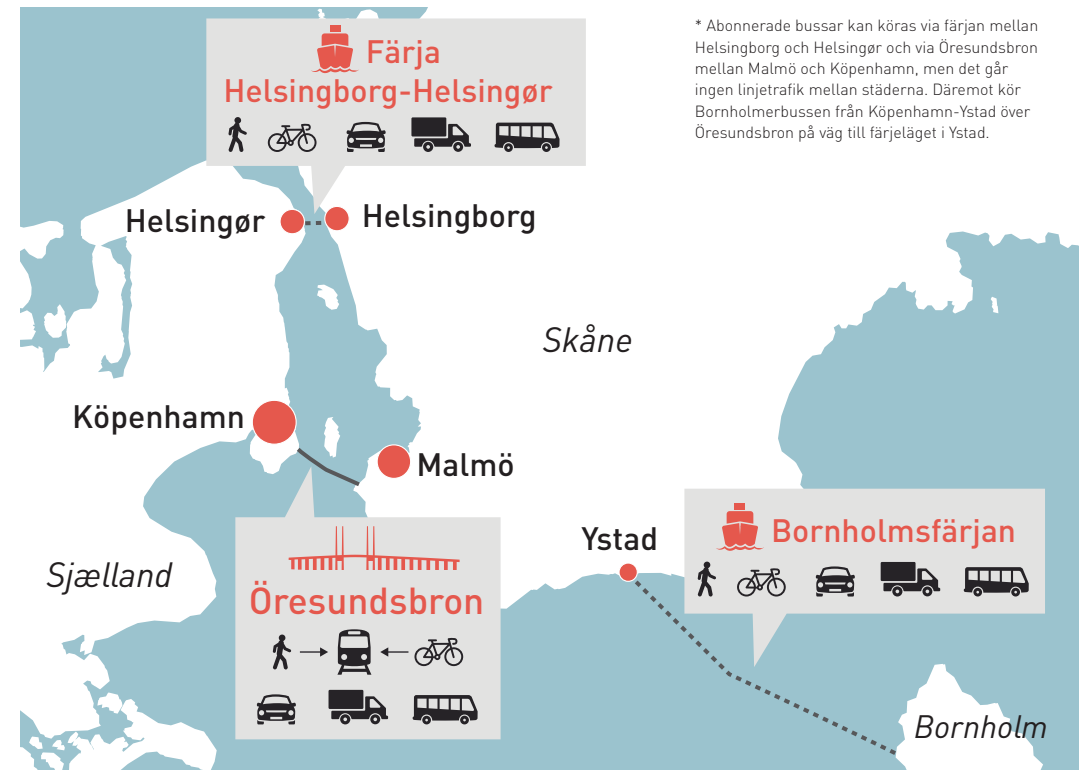 * Abonnerade bussar kan köras via färjan mellan
Helsingborg och Helsingør och via Öresundsbron
mellan Malmö och Köpenhamn, men det går
ingen linjetrafik mellan städerna. Däremot kör
Bornholmerbussen från Köpenhamn-Ystad över
Öresundsbron på väg till färjeläget i Ystad.
Färja
Helsingborg-Helsingør
Helsingør
Helsingborg
Skåne
Köpenhamn
Malmö
Ystad
Bornholmsfärjan
Sjælland
Öresundsbron
Bornholm